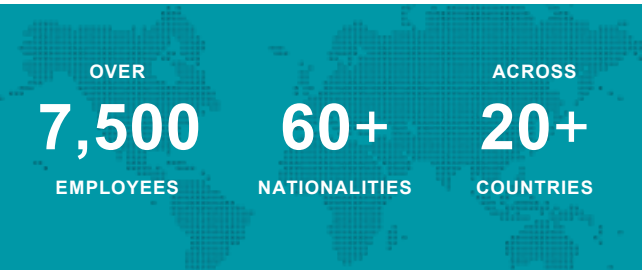 OVER
7,500
EMPLOYEES
60+
NATIONALITIES
ACROSS
20+
COUNTRIES